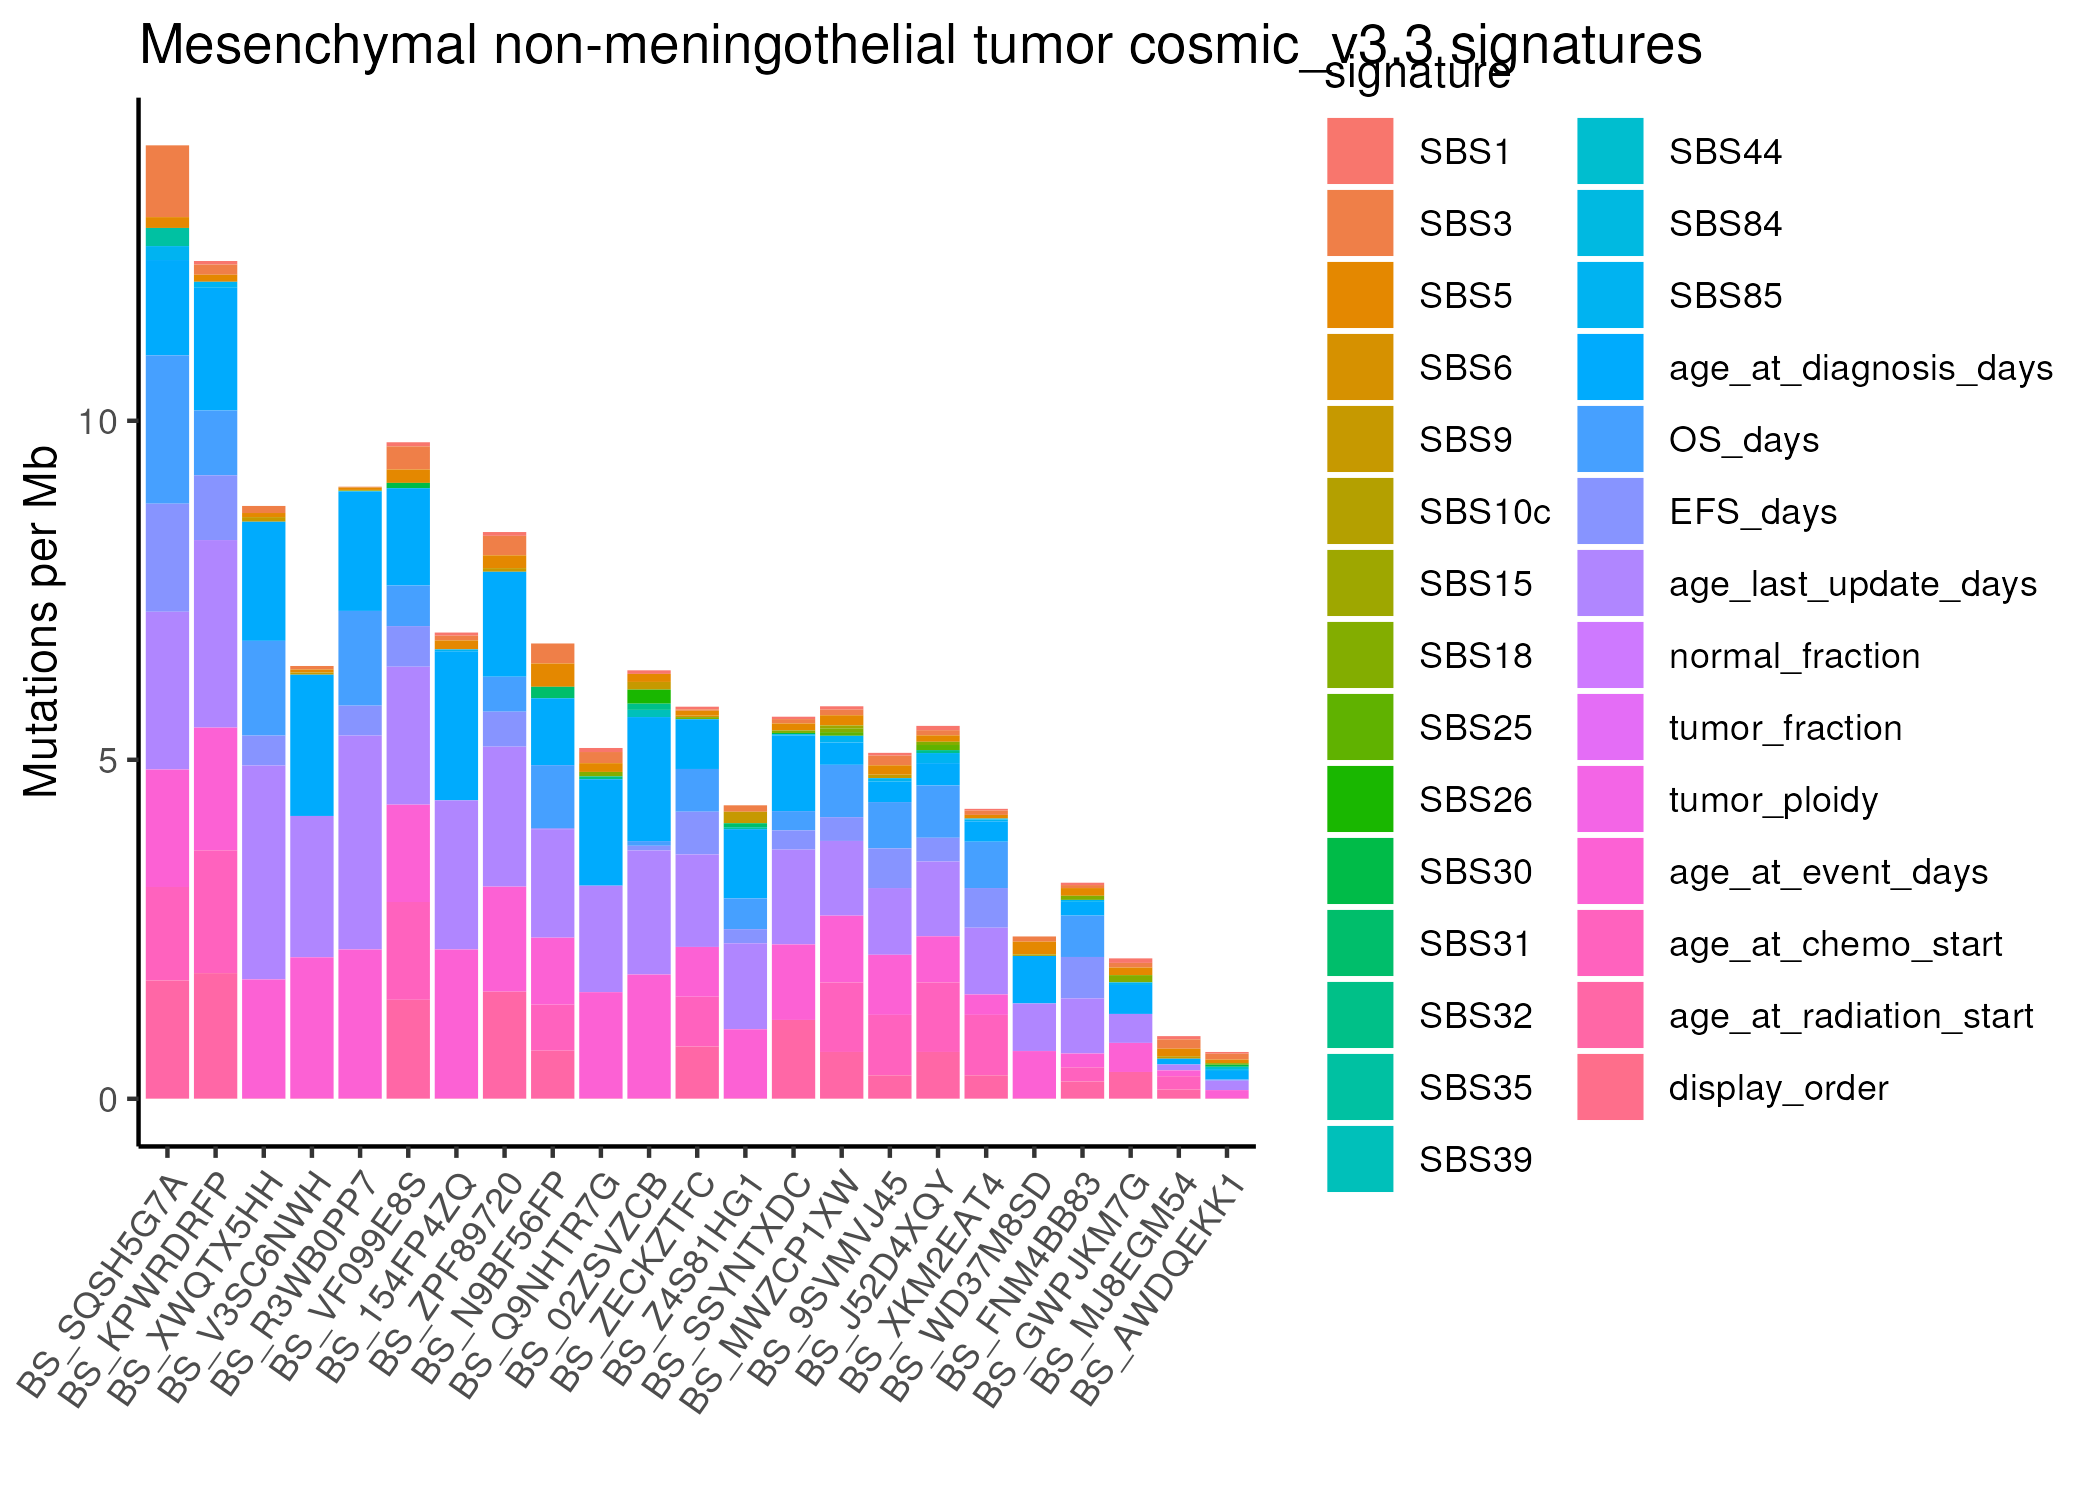 Mesenchymal non-meningothelial tumor cosmic_v3.3 signatures
signature
SBS1
SBS3
SBS5
SBS6
SBS9
SBS10c
SBS15
SBS18
SBS25
SBS26
SBS30
SBS31
SBS32
SBS35
SBS39
SBS44
SBS84
SBS85
age_at_diagnosis_days
OS_days
EFS_days
age_last_update_days
normal_fraction
tumor_fraction
tumor_ploidy
age_at_event_days
age_at_chemo_start
age_at_radiation_start
display_order
Mutations per Mb
10
5
0
BS_SQSH5G7A
BS_KPWRDRFP
BS_XWQTX5HH
BS_V3SC6NWH
BS_R3WB0PP7
BS_VF099E8S
BS_154FP4ZQ
BS_ZPF89720
BS_N9BF56FP
BS_Q9NHTR7G
BS_02ZSVZCB
BS_ZECKZTFC
BS_Z4S81HG1
BS_SSYNTXDC
BS_MWZCP1XW
BS_9SVMVJ45
BS_J52D4XQY
BS_XKM2EAT4
BS_WD37M8SD
BS_FNM4BB83
BS_GWPJKM7G
BS_MJ8EGM54
BS_AWDQEKK1